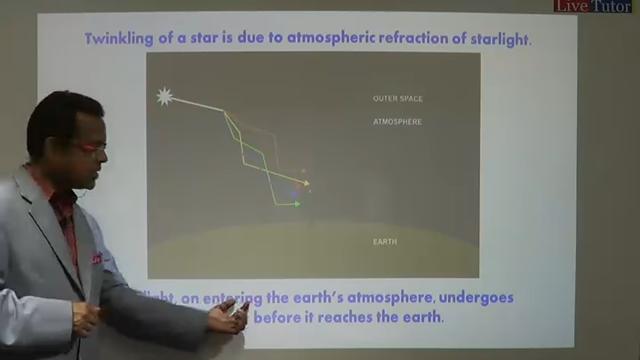 Live Tutor
Twinkling of a star is due to atmospheric refraction of starlight.
OUTER SPACE
ATMOSPHERE
EARTH
on entering the earth's atmosphere, undergoes
before it reaches the earth.